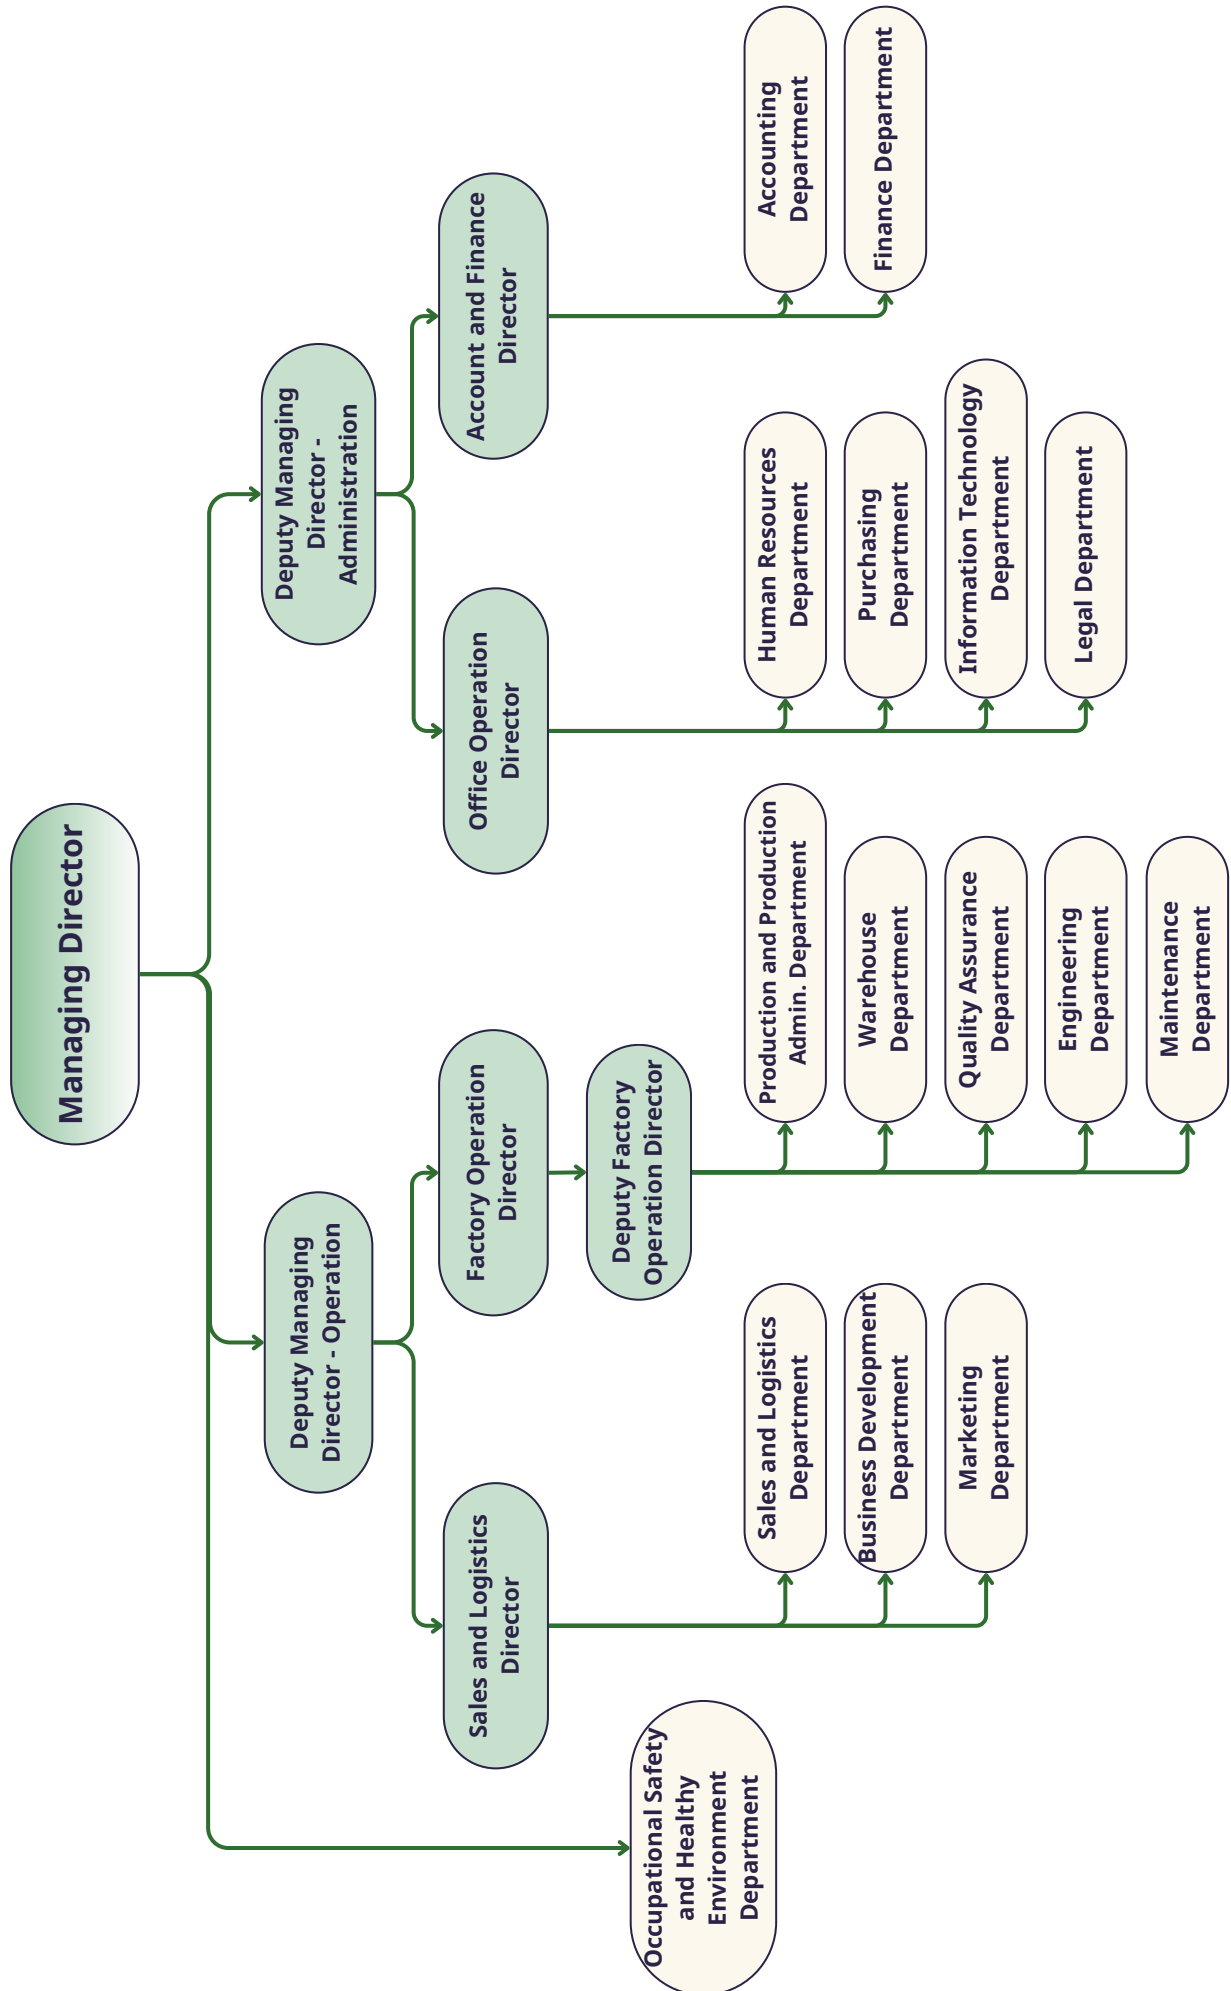 Managing Director
Deputy Managing
Director - Operation
Deputy Managing
Director -
Administration
Sales and Logistics
Director
Factory Operation
Director
Office Operation
Director
Account and Finance
Director
Deputy Factory
Operation Director
Occupational Safety
and Healthy
Environment
Department
Sales and Logistics
Department
Business Development
Department
Marketing
Department
Production and Production
Admin. Department
Warehouse
Department
Quality Assurance
Department
Engineering
Department
Maintenance
Department
Human Resources
Department
Purchasing
Department
Information Technology
Department
Legal Department
Accounting
Department
Finance Department